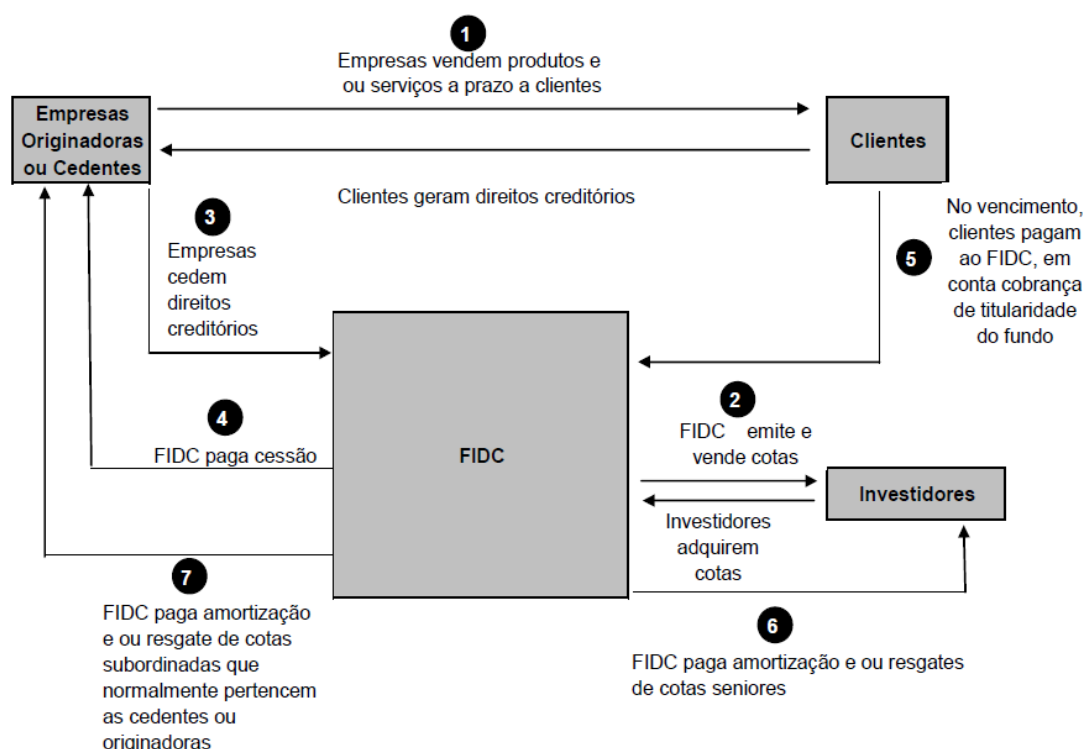 1
Empresas vendem produtos e
ou serviços a prazo a clientes
Empresas
Originadoras
ou Cedentes
Clientes
Clientes geram direitos creditórios
3
Empresas
cedem
direitos
creditórios
5
No vencimento,
clientes pagam
ao FIDC, em
conta cobrança
de titularidade
do fundo
4
FIDC paga cessão
FIDC
2
FIDC emite e
vende cotas
Investidores
adquirem
cotas
Investidores
7
FIDC paga amortização
e ou resgate de cotas
subordinadas que
normalmente pertencem
as cedentes ou
originadoras
6
FIDC paga amortização e ou resgates
de cotas seniores